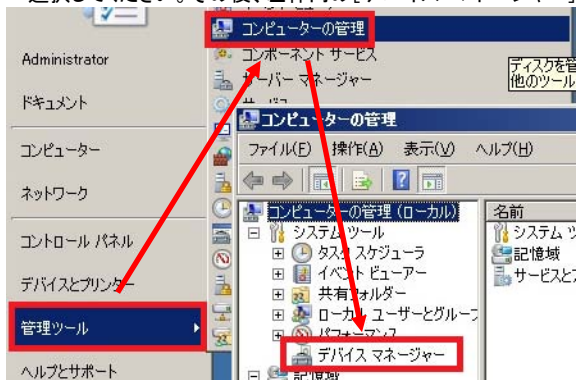 コンピューターの管理
コンポーネント サービス
サーバー マネージャー
ディスクを管
他のツール
Administrator
ドキュメント
コンピューター
ネットワーク
コントロール パネル
デバイスとプリンター
管理ツール
ヘルプとサポート
コンピューターの管理
ファイル(F) 操作(A) 表示(V) ヘルプ(H)
コンピューターの管理 (ローカル)
システム ツール
タスク スケジューラ
イベント ビューアー
共有フォルダー
ローカル ユーザーとグループ
パフォーマンス
デバイス マネージャー
記憶域
名前
システム ツ
記憶域
サービスと